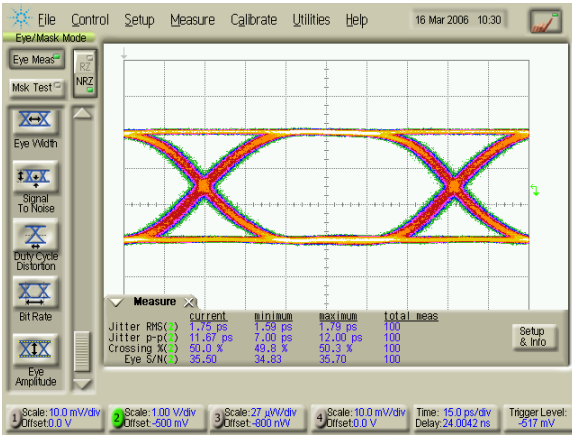 File Control Setup Measure Calibrate Utilities Help 16 Mar 2006 10:30
Eye/Mask
Mode
Eye Meas
RZ
NRZ
Msk Test
Eye Width
Signal
To Noise
Duty Cycle
Distortion
Bit Rate
Eye
Amplitude
Measure
current minimum maximum total meas
Jitter RMS(2) 1.75 ps 1.59 ps 1.79 ps 100
Jitter p-p(2) 11.67 ps 7.00 ps 12.00 ps 100
Crossing %(2) 50.0 % 49.8 % 50.3 % 100
Eye S/N(2) 35.50 34.83 35.70 100
Setup
& Info
1 Scale:10.0 mV/div
Offset:0.0 V
2 Scale:1.00 V/div
Offset:-500 mV
3 Scale:27 µW/div
Offset:-800 nW
4 Scale:10.0 mV/div
Offset:0.0 V
Time: 15.0 ps/div
Delay:24.0042 ns
Trigger Level:
-517 mV